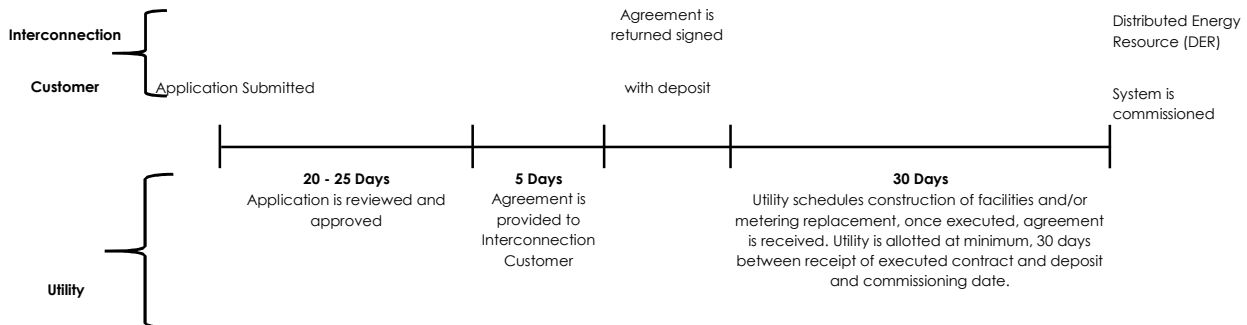 Interconnection
Customer
Application Submitted
Agreement is
returned signed
with deposit
Distributed Energy
Resource (DER)
System is
commissioned
20 - 25 Days
Application is reviewed and
approved
5 Days
Agreement is
provided to
Interconnection
Customer
30 Days
Utility schedules construction of facilities and/or
metering replacement, once executed, agreement
is received. Utility is allotted at minimum, 30 days
between receipt of executed contract and deposit
and commissioning date.
Utility